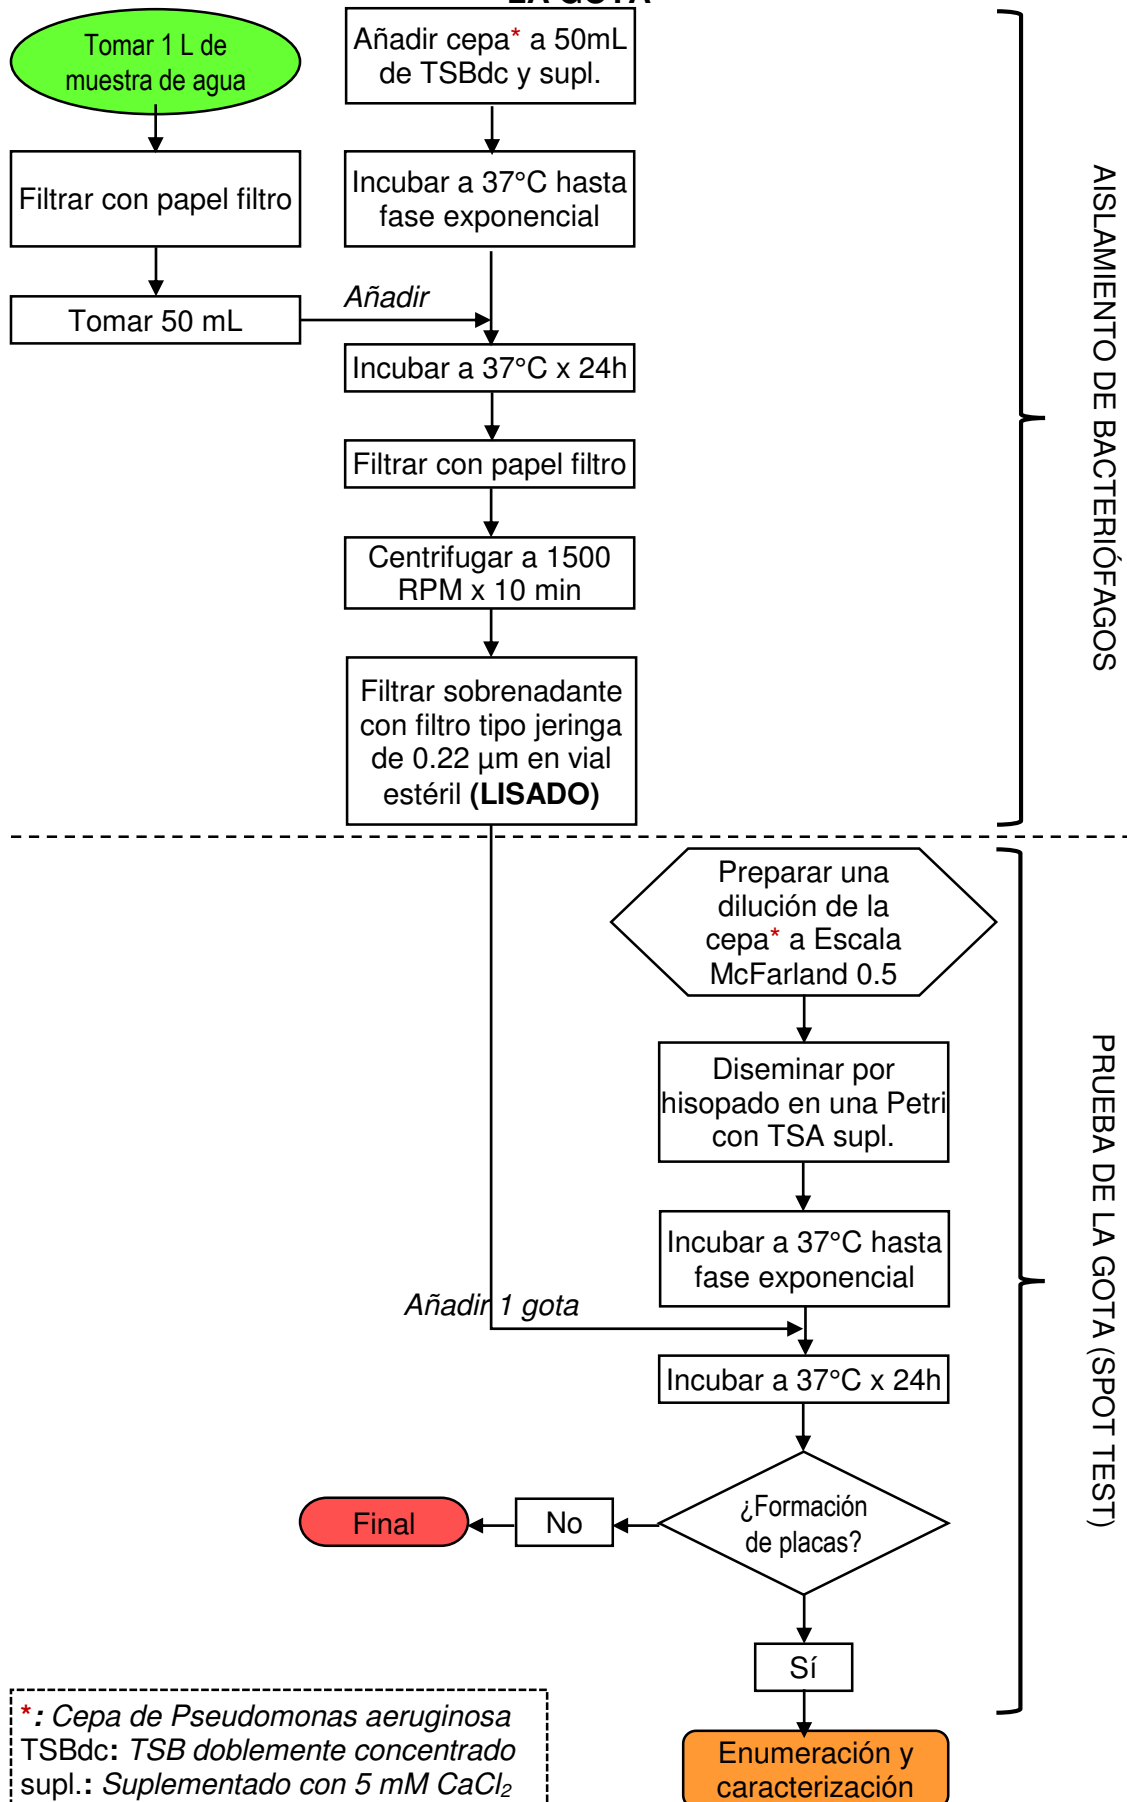 LA GOTA
Tomar 1 L de
muestra de agua
Filtrar con papel filtro
Tomar 50 mL
Añadir
Añadir cepa* a 50mL
de TSBdc y supl.
Incubar a 37°C hasta
fase exponencial
Incubar a 37°C x 24h
Filtrar con papel filtro
Centrifugar a 1500
RPM x 10 min
Filtrar sobrenadante
con filtro tipo jeringa
de 0.22 µm en vial
estéril (LISADO)
AISLAMIENTO DE BACTERIÓFAGOS
Preparar una
dilución de la
cepa* a Escala
McFarland 0.5
Diseminar por
hisopado en una Petri
con TSA supl.
Incubar a 37°C hasta
fase exponencial
Añadir 1 gota
Incubar a 37°C x 24h
¿Formación
de placas?
No
Final
Sí
Enumeración y
caracterización
PRUEBA DE LA GOTA (SPOT TEST)
*: Cepa de Pseudomonas aeruginosa
TSBdc: TSB doblemente concentrado
supl.: Suplementado con 5 mM CaCl₂